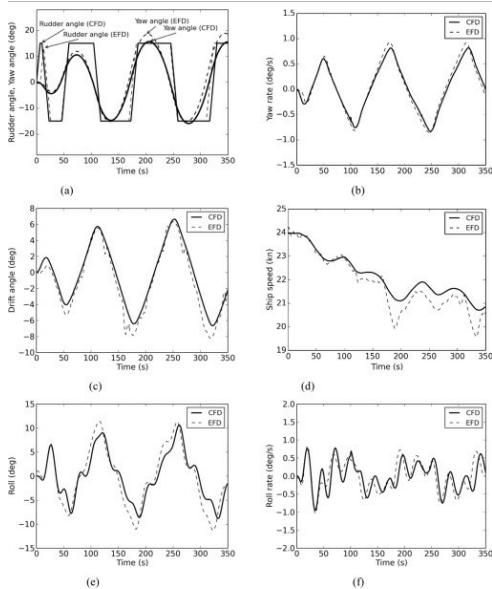 Rudder angle (CFD)
Rudder angle (EFD)
Yaw angle (EFD)
Yaw angle (CFD)
Rudder angle, Yaw angle (deg)
20
10
0
−10
−20
0 50 100 150 200 250 300 350
Time (s)
(a)
CFD
EFD
Yaw rate (deg/s)
1.5
1.0
0.5
0.0
−0.5
−1.0
−1.5
0 50 100 150 200 250 300 350
Time (s)
(b)
CFD
EFD
Drift angle (deg)
8
6
4
2
0
−2
−4
−6
−8
−10
0 50 100 150 200 250 300 350
Time (s)
(c)
CFD
EFD
Ship speed (kn)
25
24
23
22
21
20
19
0 50 100 150 200 250 300 350
Time (s)
(d)
CFD
EFD
Roll (deg)
15
10
5
0
−5
−10
−15
0 50 100 150 200 250 300 350
Time (s)
(e)
CFD
EFD
Roll rate (deg/s)
2.0
1.5
1.0
0.5
0.0
−0.5
−1.0
−1.5
−2.0
0 50 100 150 200 250 300 350
Time (s)
(f)